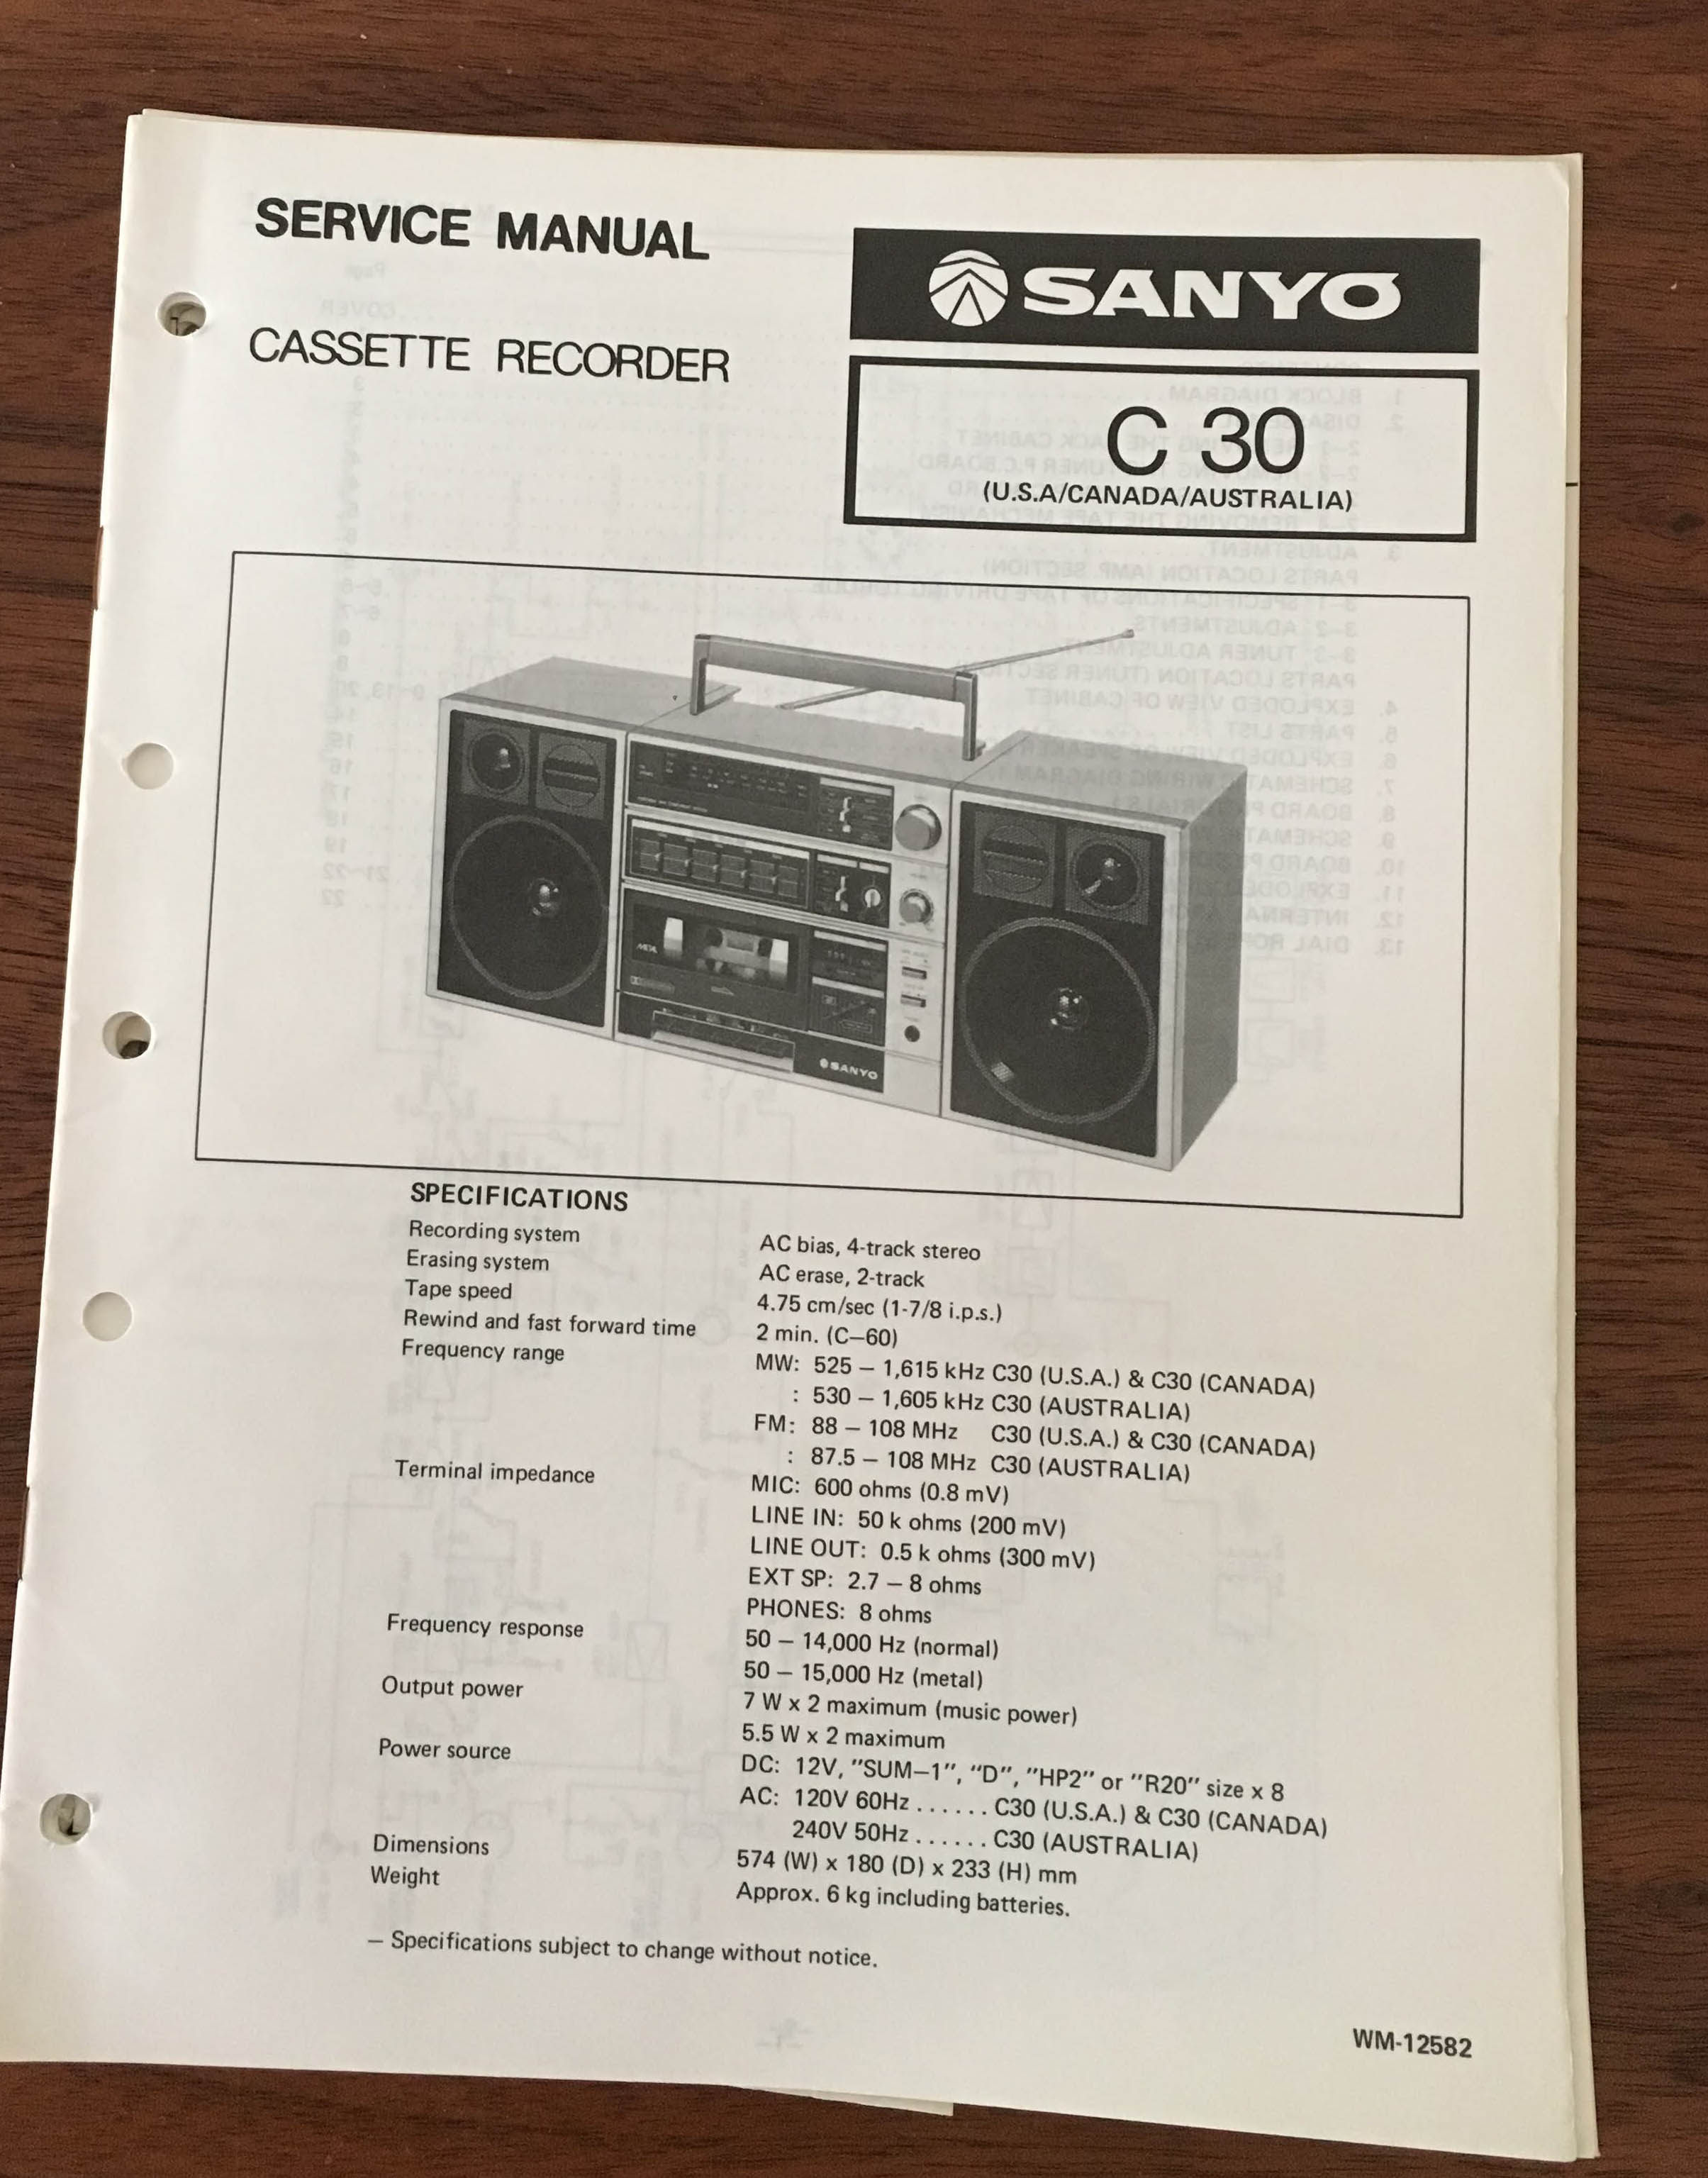 SERVICE MANUAL
CASSETTE RECORDER
SANYO
C 30
(U.S.A/CANADA/AUSTRALIA)
METAL
SANYO
SPECIFICATIONS
Recording system AC bias, 4-track stereo
Erasing system AC erase, 2-track
Tape speed 4.75 cm/sec (1-7/8 i.p.s.)
Rewind and fast forward time 2 min. (C–60)
Frequency range MW: 525 – 1,615 kHz C30 (U.S.A.) & C30 (CANADA)
: 530 – 1,605 kHz C30 (AUSTRALIA)
FM: 88 – 108 MHz C30 (U.S.A.) & C30 (CANADA)
: 87.5 – 108 MHz C30 (AUSTRALIA)
Terminal impedance MIC: 600 ohms (0.8 mV)
LINE IN: 50 k ohms (200 mV)
LINE OUT: 0.5 k ohms (300 mV)
EXT SP: 2.7 – 8 ohms
PHONES: 8 ohms
Frequency response 50 – 14,000 Hz (normal)
50 – 15,000 Hz (metal)
Output power 7 W x 2 maximum (music power)
5.5 W x 2 maximum
Power source DC: 12V, "SUM–1", "D", "HP2" or "R20" size x 8
AC: 120V 60Hz ...... C30 (U.S.A.) & C30 (CANADA)
240V 50Hz ...... C30 (AUSTRALIA)
Dimensions 574 (W) x 180 (D) x 233 (H) mm
Weight Approx. 6 kg including batteries.
– Specifications subject to change without notice.
WM-12582